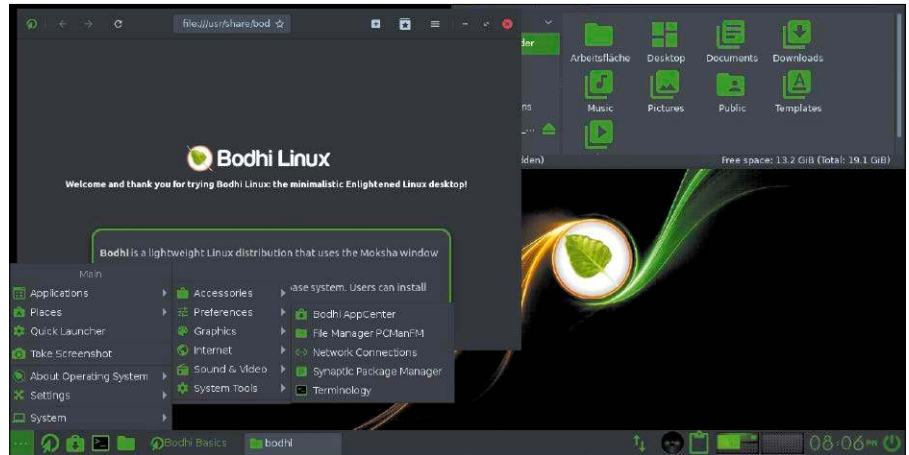 file:///usr/share/bod
Bodhi Linux
Welcome and thank you for trying Bodhi Linux: the minimalistic Enlightened Linux desktop!
Bodhi is a lightweight Linux distribution that uses the Moksha window
ase system. Users can install
der
ns
dden)
Arbeitsfläche
Desktop
Documents
Downloads
Music
Pictures
Public
Templates
Free space: 13.2 GiB (Total: 19.1 GiB)
Main
Applications
Places
Quick Launcher
Take Screenshot
About Operating System
Settings
System
Accessories
Preferences
Graphics
Internet
Sound & Video
System Tools
Bodhi AppCenter
File Manager PCManFM
Network Connections
Synaptic Package Manager
Terminology
Bodhi Basics
bodhi
08:06 PM